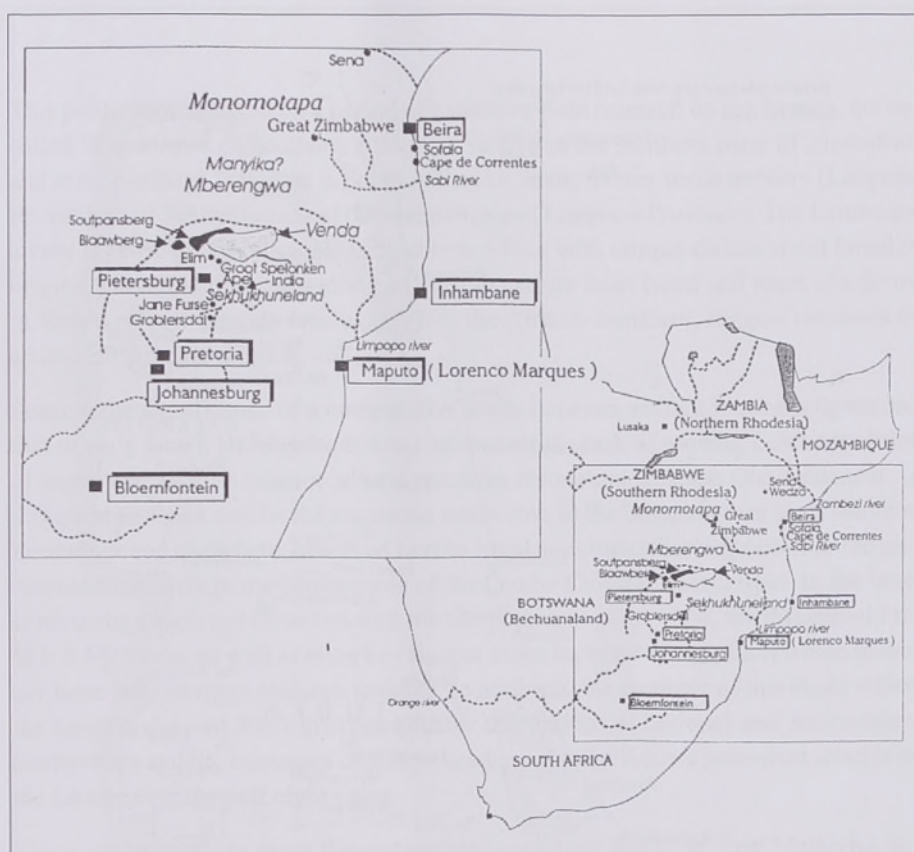 Sena
Monomotapa
Great Zimbabwe
Beira
Sofala
Cape de Correntes
Sabi River
Manyika?
Mberengwa
Soutpansberg
Blaawberg
Venda
Elim
Groot Spelonken
Pietersburg
Apel
India
Sekhukhuneland
Jane Furse
Groblersdal
Inhambane
Pretoria
Limpopo river
Maputo (Lorenco Marques)
Johannesburg
Bloemfontein
ZAMBIA
(Northern Rhodesia)
Lusaka
MOZAMBIQUE
ZIMBABWE
(Southern Rhodesia)
Monomotapa
Sena
Wedza
Zambezi river
Great
Zimbabwe
Beira
Sofala
Cape de Correntes
Sabi River
Mberengwa
Soutpansberg
Blaawberg
Venda
Pietersburg
Sekhukhuneland
Inhambane
BOTSWANA
(Bechuanaland)
Groblersdal
Pretoria
Limpopo river
Maputo (Lorenco Marques)
Johannesburg
Orange river
Bloemfontein
SOUTH AFRICA